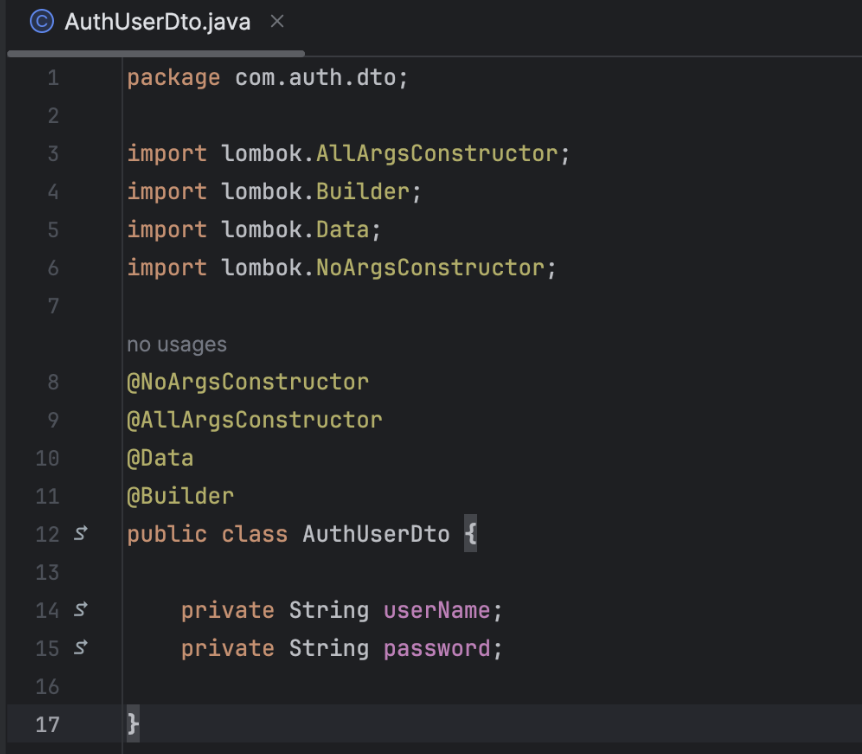 AuthUserDto.java
1 package com.auth.dto;
2
3 import lombok.AllArgsConstructor;
4 import lombok.Builder;
5 import lombok.Data;
6 import lombok.NoArgsConstructor;
7
no usages
8 @NoArgsConstructor
9 @AllArgsConstructor
10 @Data
11 @Builder
12 public class AuthUserDto {
13
14     private String userName;
15     private String password;
16
17 }